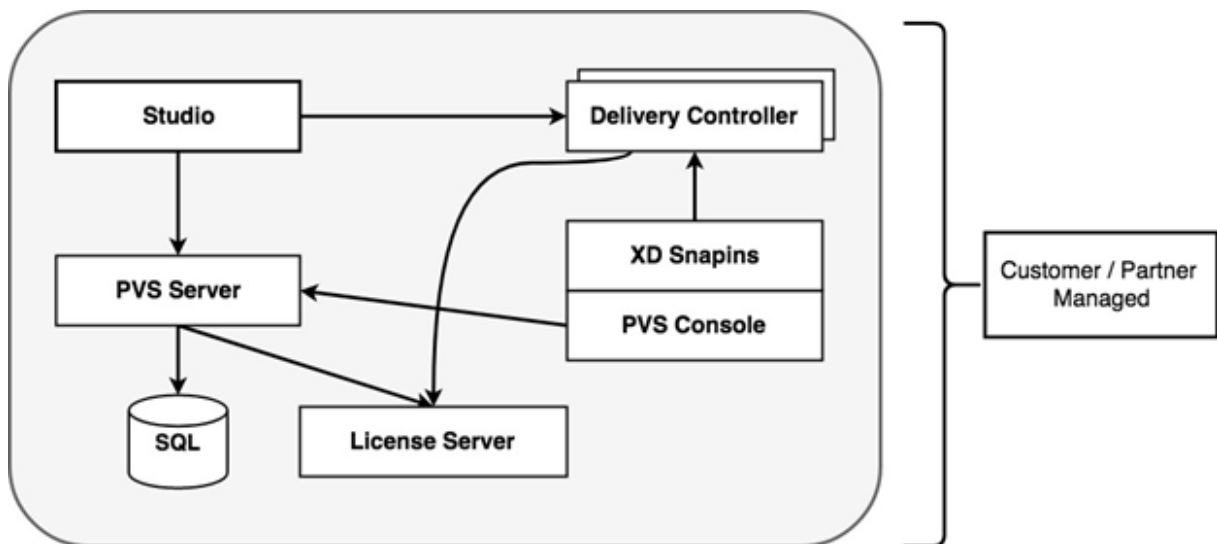 Studio
Delivery Controller
XD Snapins
PVS Server
PVS Console
Customer / Partner
Managed
SQL
License Server